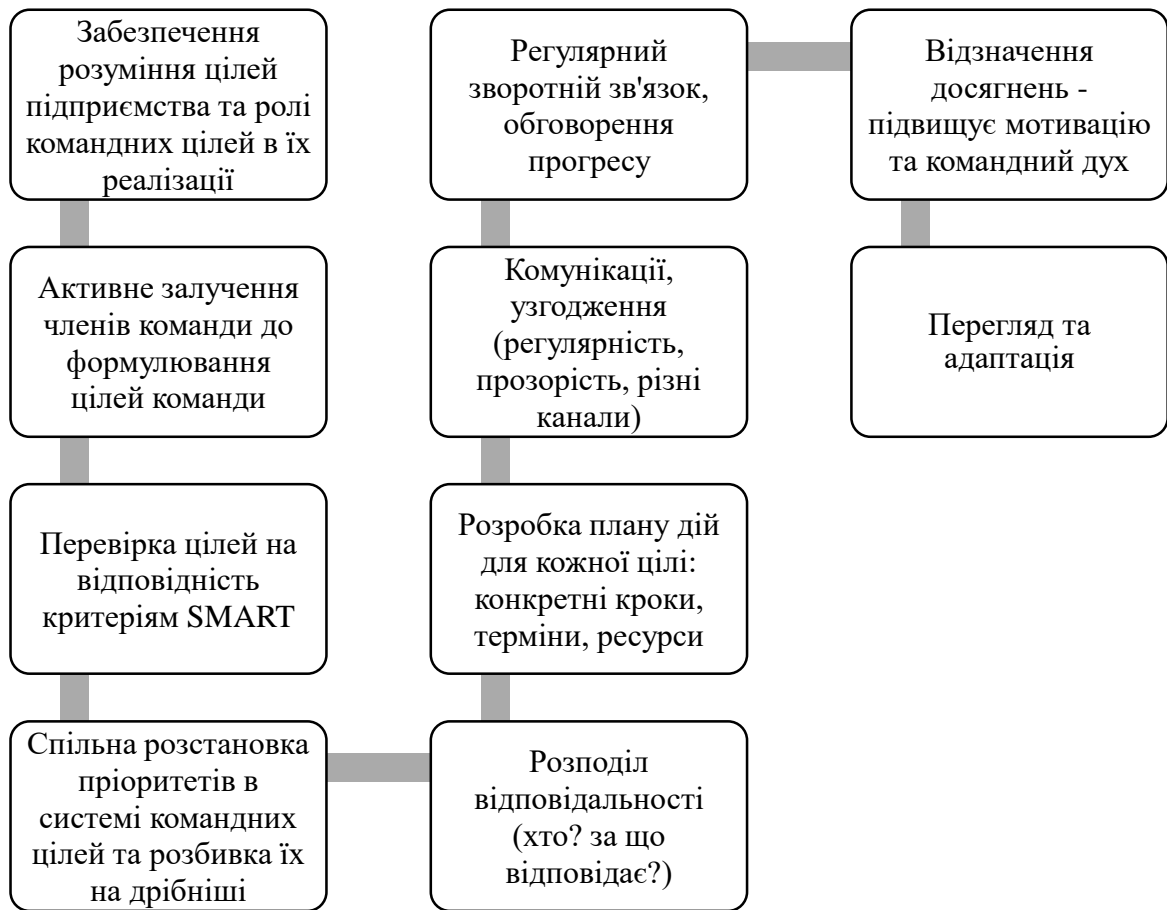 Забезпечення
розуміння цілей
підприємства та ролі
командних цілей в їх
реалізації
Активне залучення
членів команди до
формулювання
цілей команди
Перевірка цілей на
відповідність
критеріям SMART
Спільна розстановка
пріоритетів в
системі командних
цілей та розбивка їх
на дрібніші
Розподіл
відповідальності
(хто? за що
відповідає?)
Розробка плану дій
для кожної цілі:
конкретні кроки,
терміни, ресурси
Комунікації,
узгодження
(регулярність,
прозорість, різні
канали)
Регулярний
зворотній зв'язок,
обговорення
прогресу
Відзначення
досягнень -
підвищує мотивацію
та командний дух
Перегляд та
адаптація